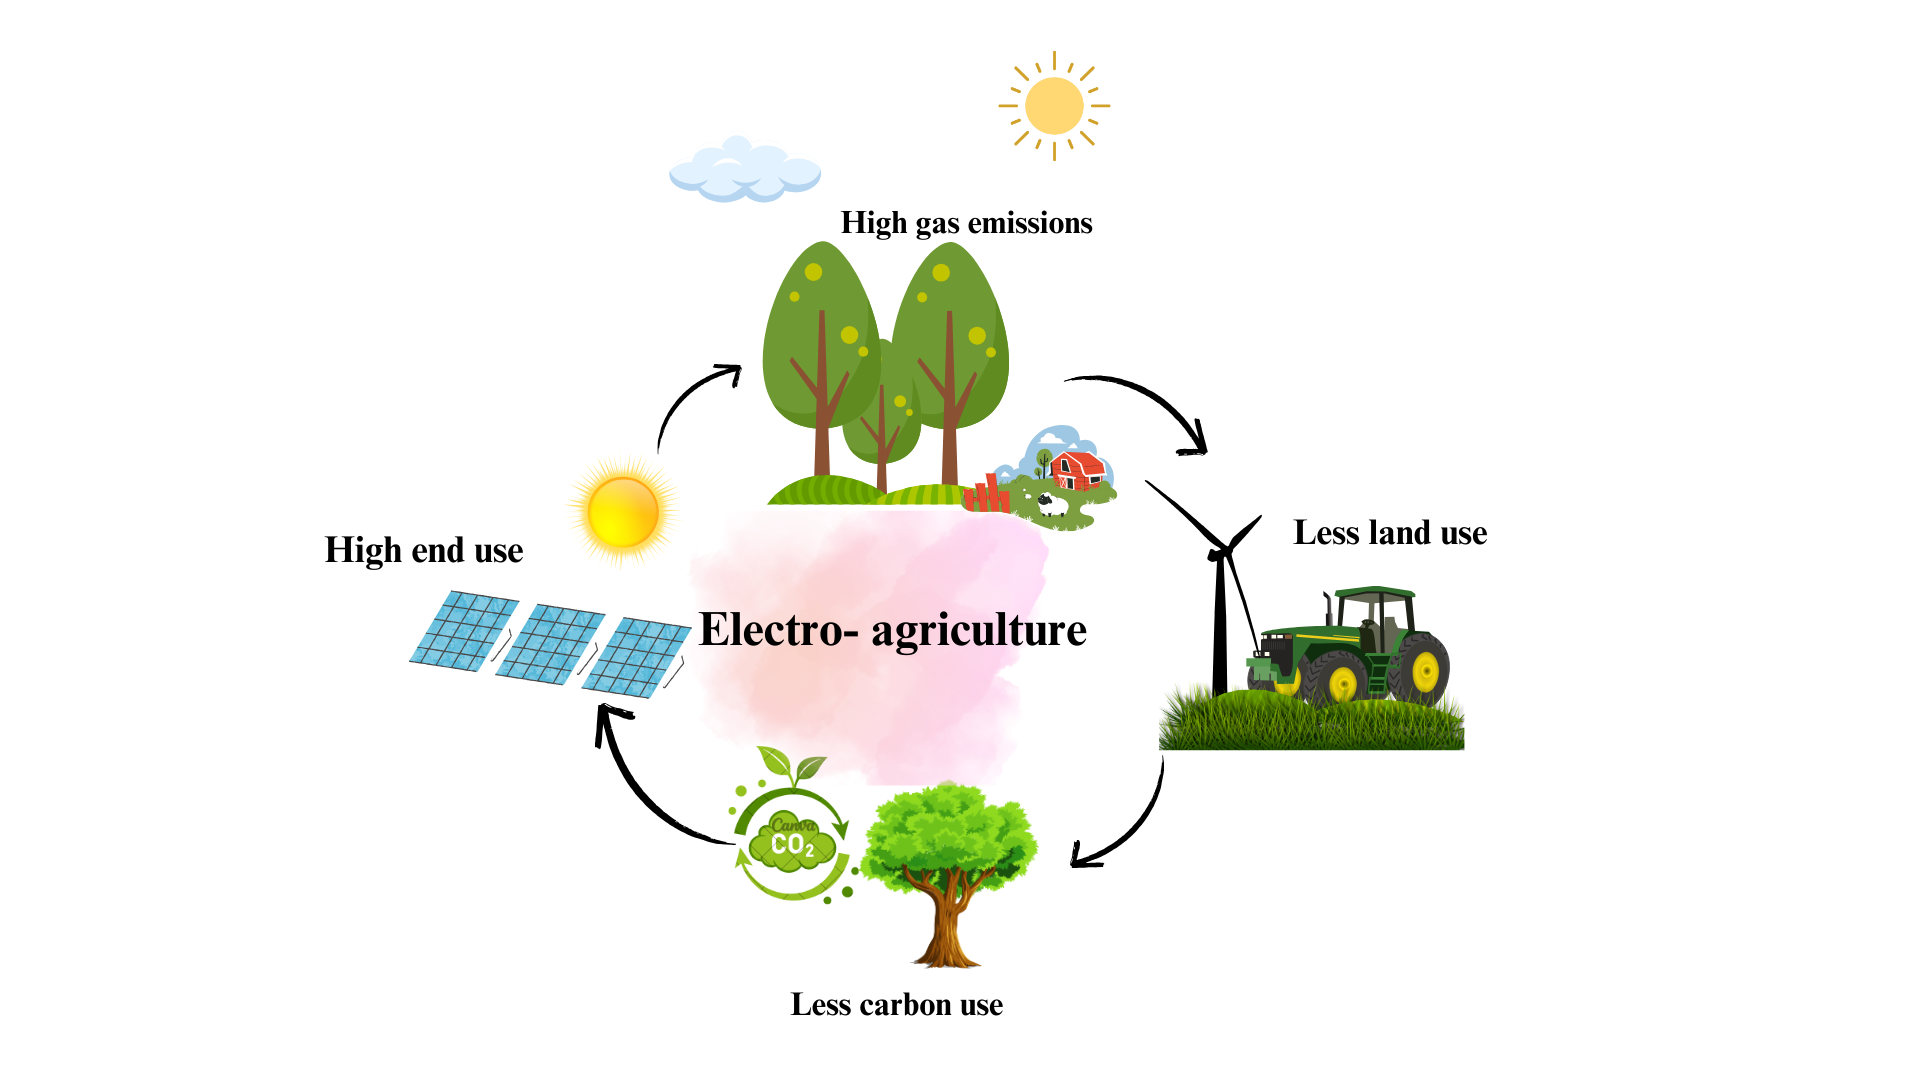 High gas emissions
Less land use
High end use
Electro- agriculture
Canva
CO₂
Less carbon use